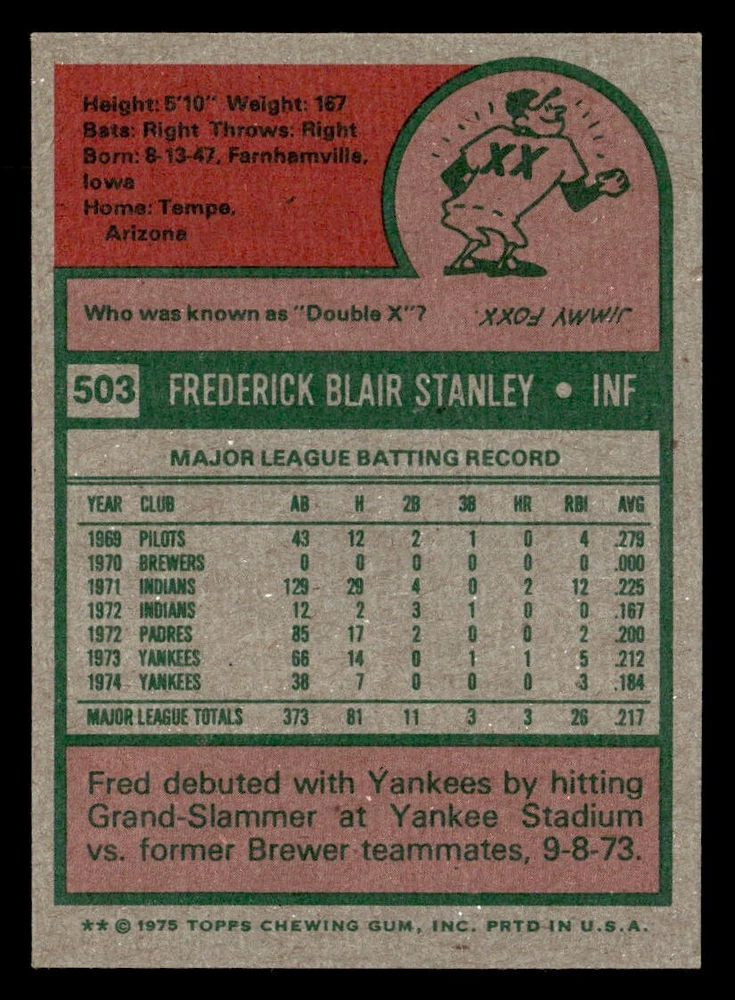 Height: 5'10" Weight: 167
Bats: Right Throws: Right
Born: 8-13-47, Farnhamville,
Iowa
Home: Tempe,
Arizona
XX
Who was known as "Double X"?
JIMMY FOXX.
503 FREDERICK BLAIR STANLEY • INF
MAJOR LEAGUE BATTING RECORD
YEAR CLUB AB H 2B 3B HR RBI AVG
1969 PILOTS 43 12 2 1 0 4 .279
1970 BREWERS 0 0 0 0 0 0 .000
1971 INDIANS 129 29 4 0 2 12 .225
1972 INDIANS 12 2 3 1 0 0 .167
1972 PADRES 85 17 2 0 0 2 .200
1973 YANKEES 66 14 0 1 1 5 .212
1974 YANKEES 38 7 0 0 0 3 .184
MAJOR LEAGUE TOTALS 373 81 11 3 3 26 .217
Fred debuted with Yankees by hitting
Grand-Slammer at Yankee Stadium
vs. former Brewer teammates, 9-8-73.
** © 1975 TOPPS CHEWING GUM, INC. PRTD IN U.S.A.